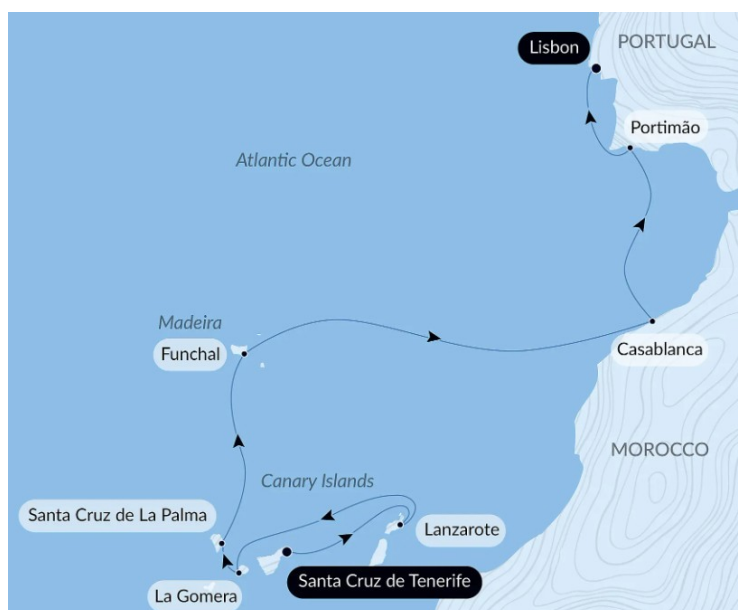 Lisbon
PORTUGAL
Portimão
Atlantic Ocean
Madeira
Funchal
Casablanca
MOROCCO
Canary Islands
Santa Cruz de La Palma
Lanzarote
La Gomera
Santa Cruz de Tenerife